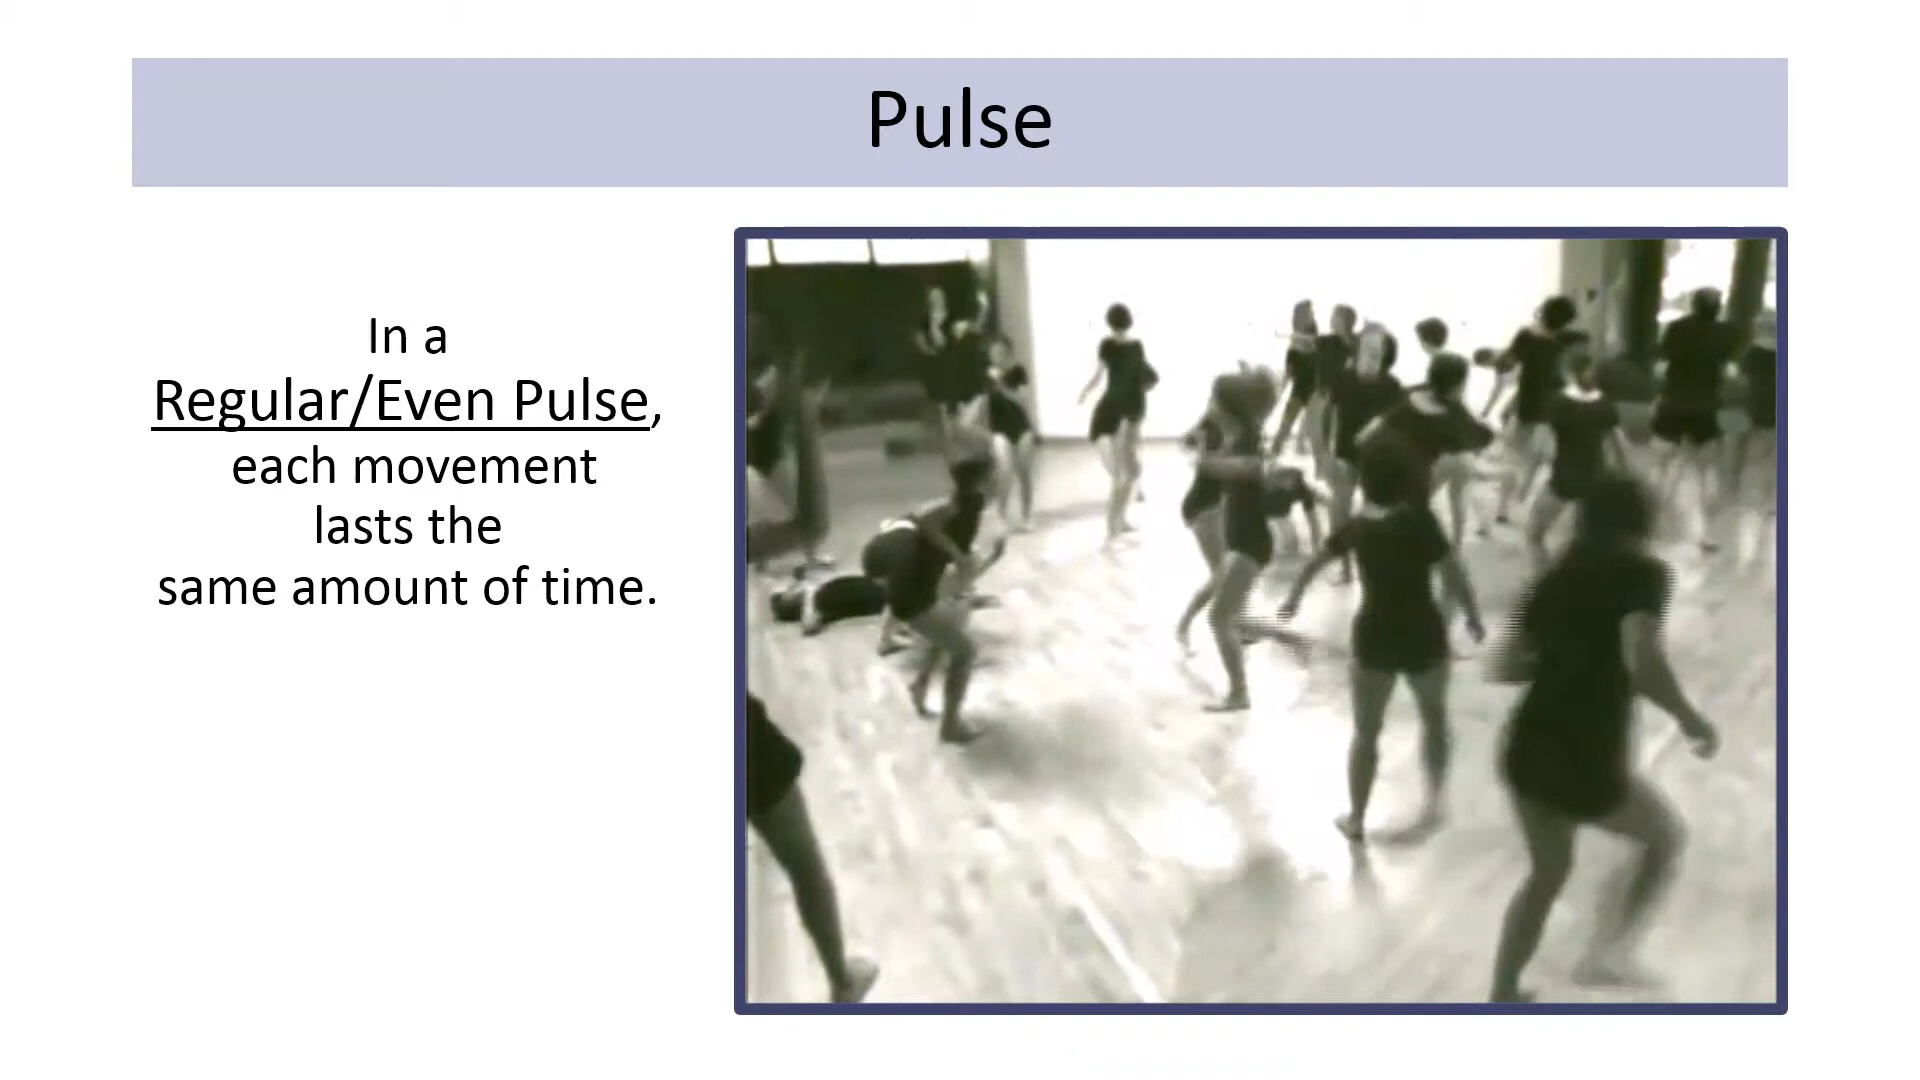 Pulse
In a
Regular/Even Pulse,
each movement
lasts the
same amount of time.